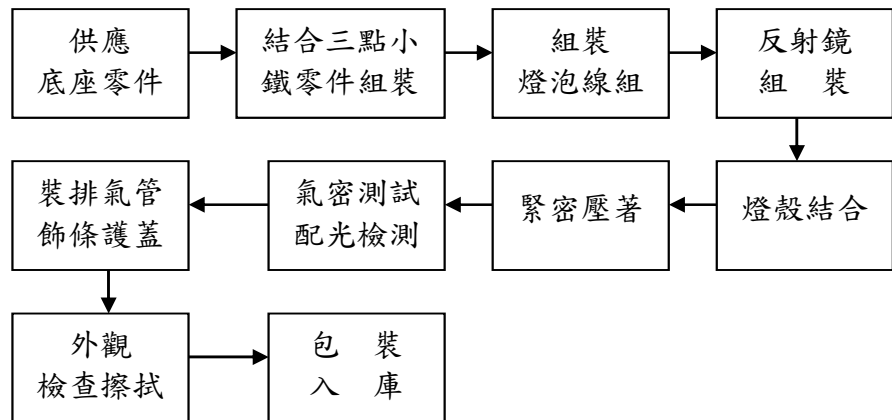 供應
底座零件
結合三點小
鐵零件組裝
組裝
燈泡線組
反射鏡
組　裝
燈殼結合
緊密壓著
氣密測試
配光檢測
裝排氣管
飾條護蓋
外觀
檢查擦拭
包　裝
入　庫